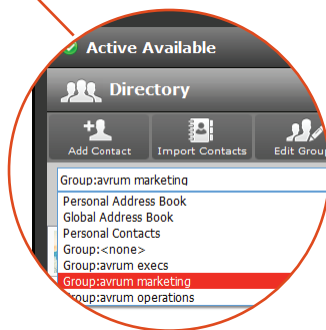 Active Available
Directory
Add Contact Import Contacts Edit Grou
Group:avrum marketing
Personal Address Book
Global Address Book
Personal Contacts
Group:<none>
Group:avrum execs
Group:avrum marketing
Group:avrum operations